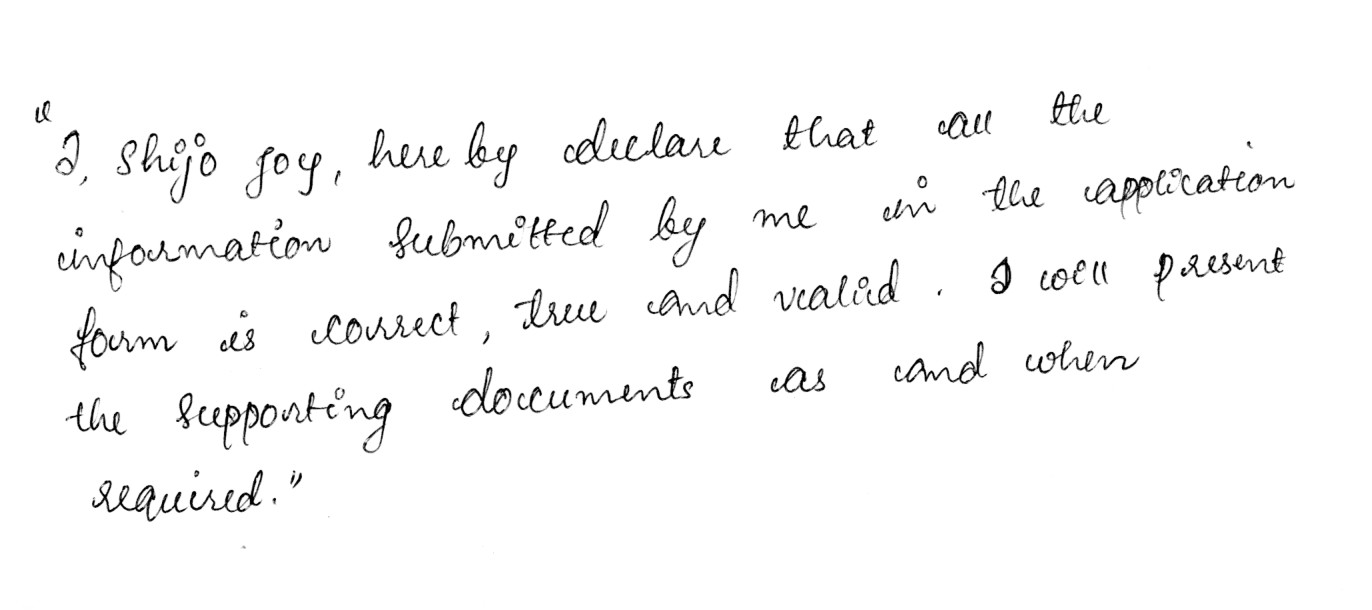 "I, Shijo Joy, here by declare that all the
information submitted by me in the application
form is correct, true and valid. I will present
the supporting documents as and when
required."